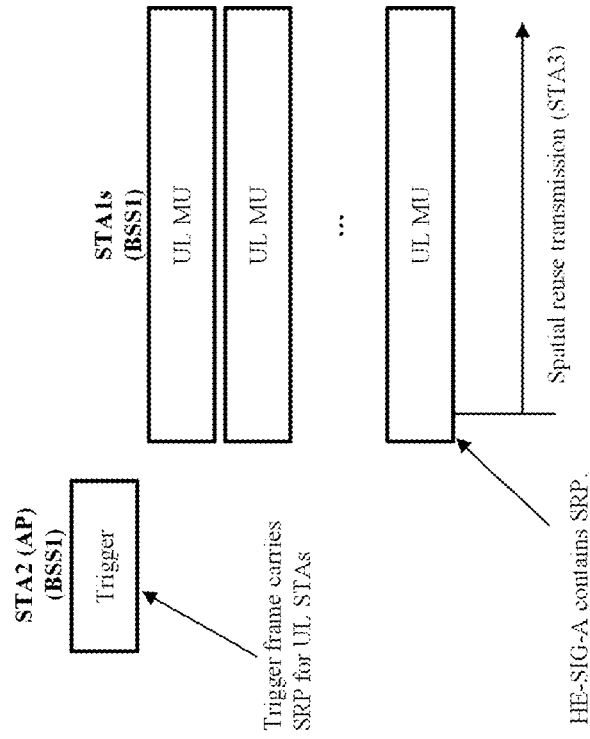 STA2 (AP)
(BSS1)
Trigger
Trigger frame carries
SRP for UL STAs
STA1s
(BSS1)
UL MU
UL MU
...
UL MU
HE-SIG-A contains SRP.
Spatial reuse transmission (STA3)